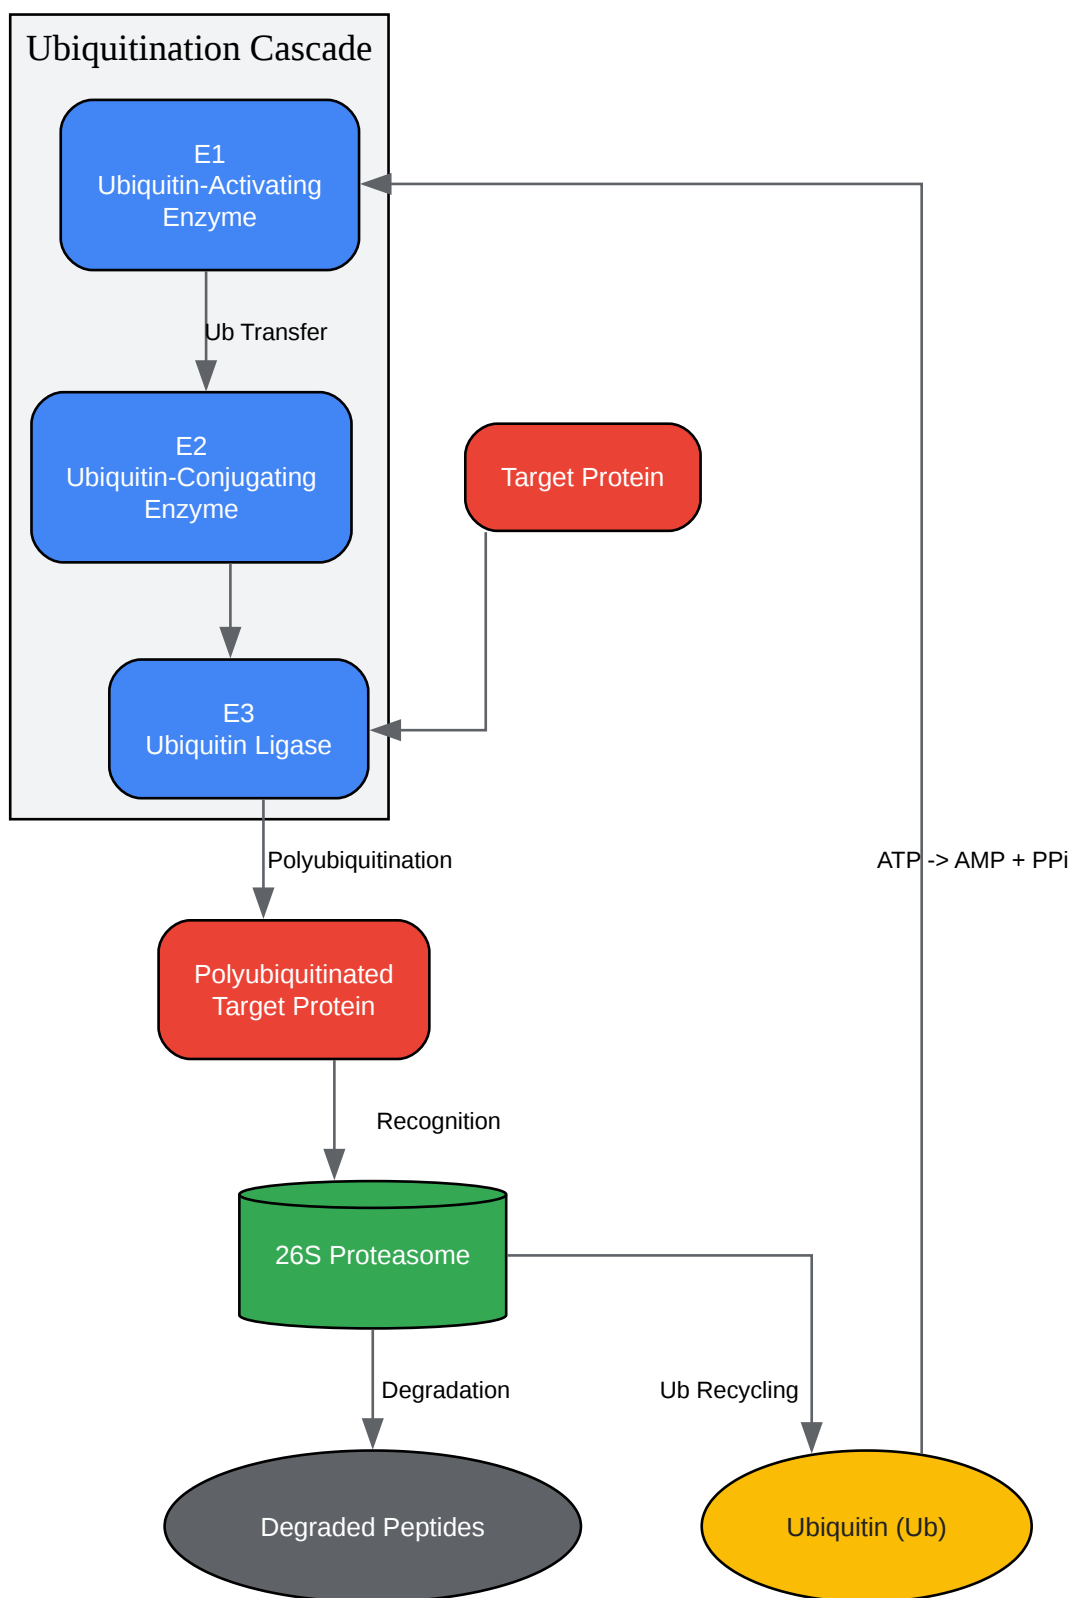 Ubiquitination Cascade
E1
Ubiquitin-Activating
Enzyme
Ub Transfer
E2
Ubiquitin-Conjugating
Enzyme
Target Protein
E3
Ubiquitin Ligase
Polyubiquitination
ATP -> AMP + PPi
Polyubiquitinated
Target Protein
Recognition
26S Proteasome
Degradation
Ub Recycling
Degraded Peptides
Ubiquitin (Ub)